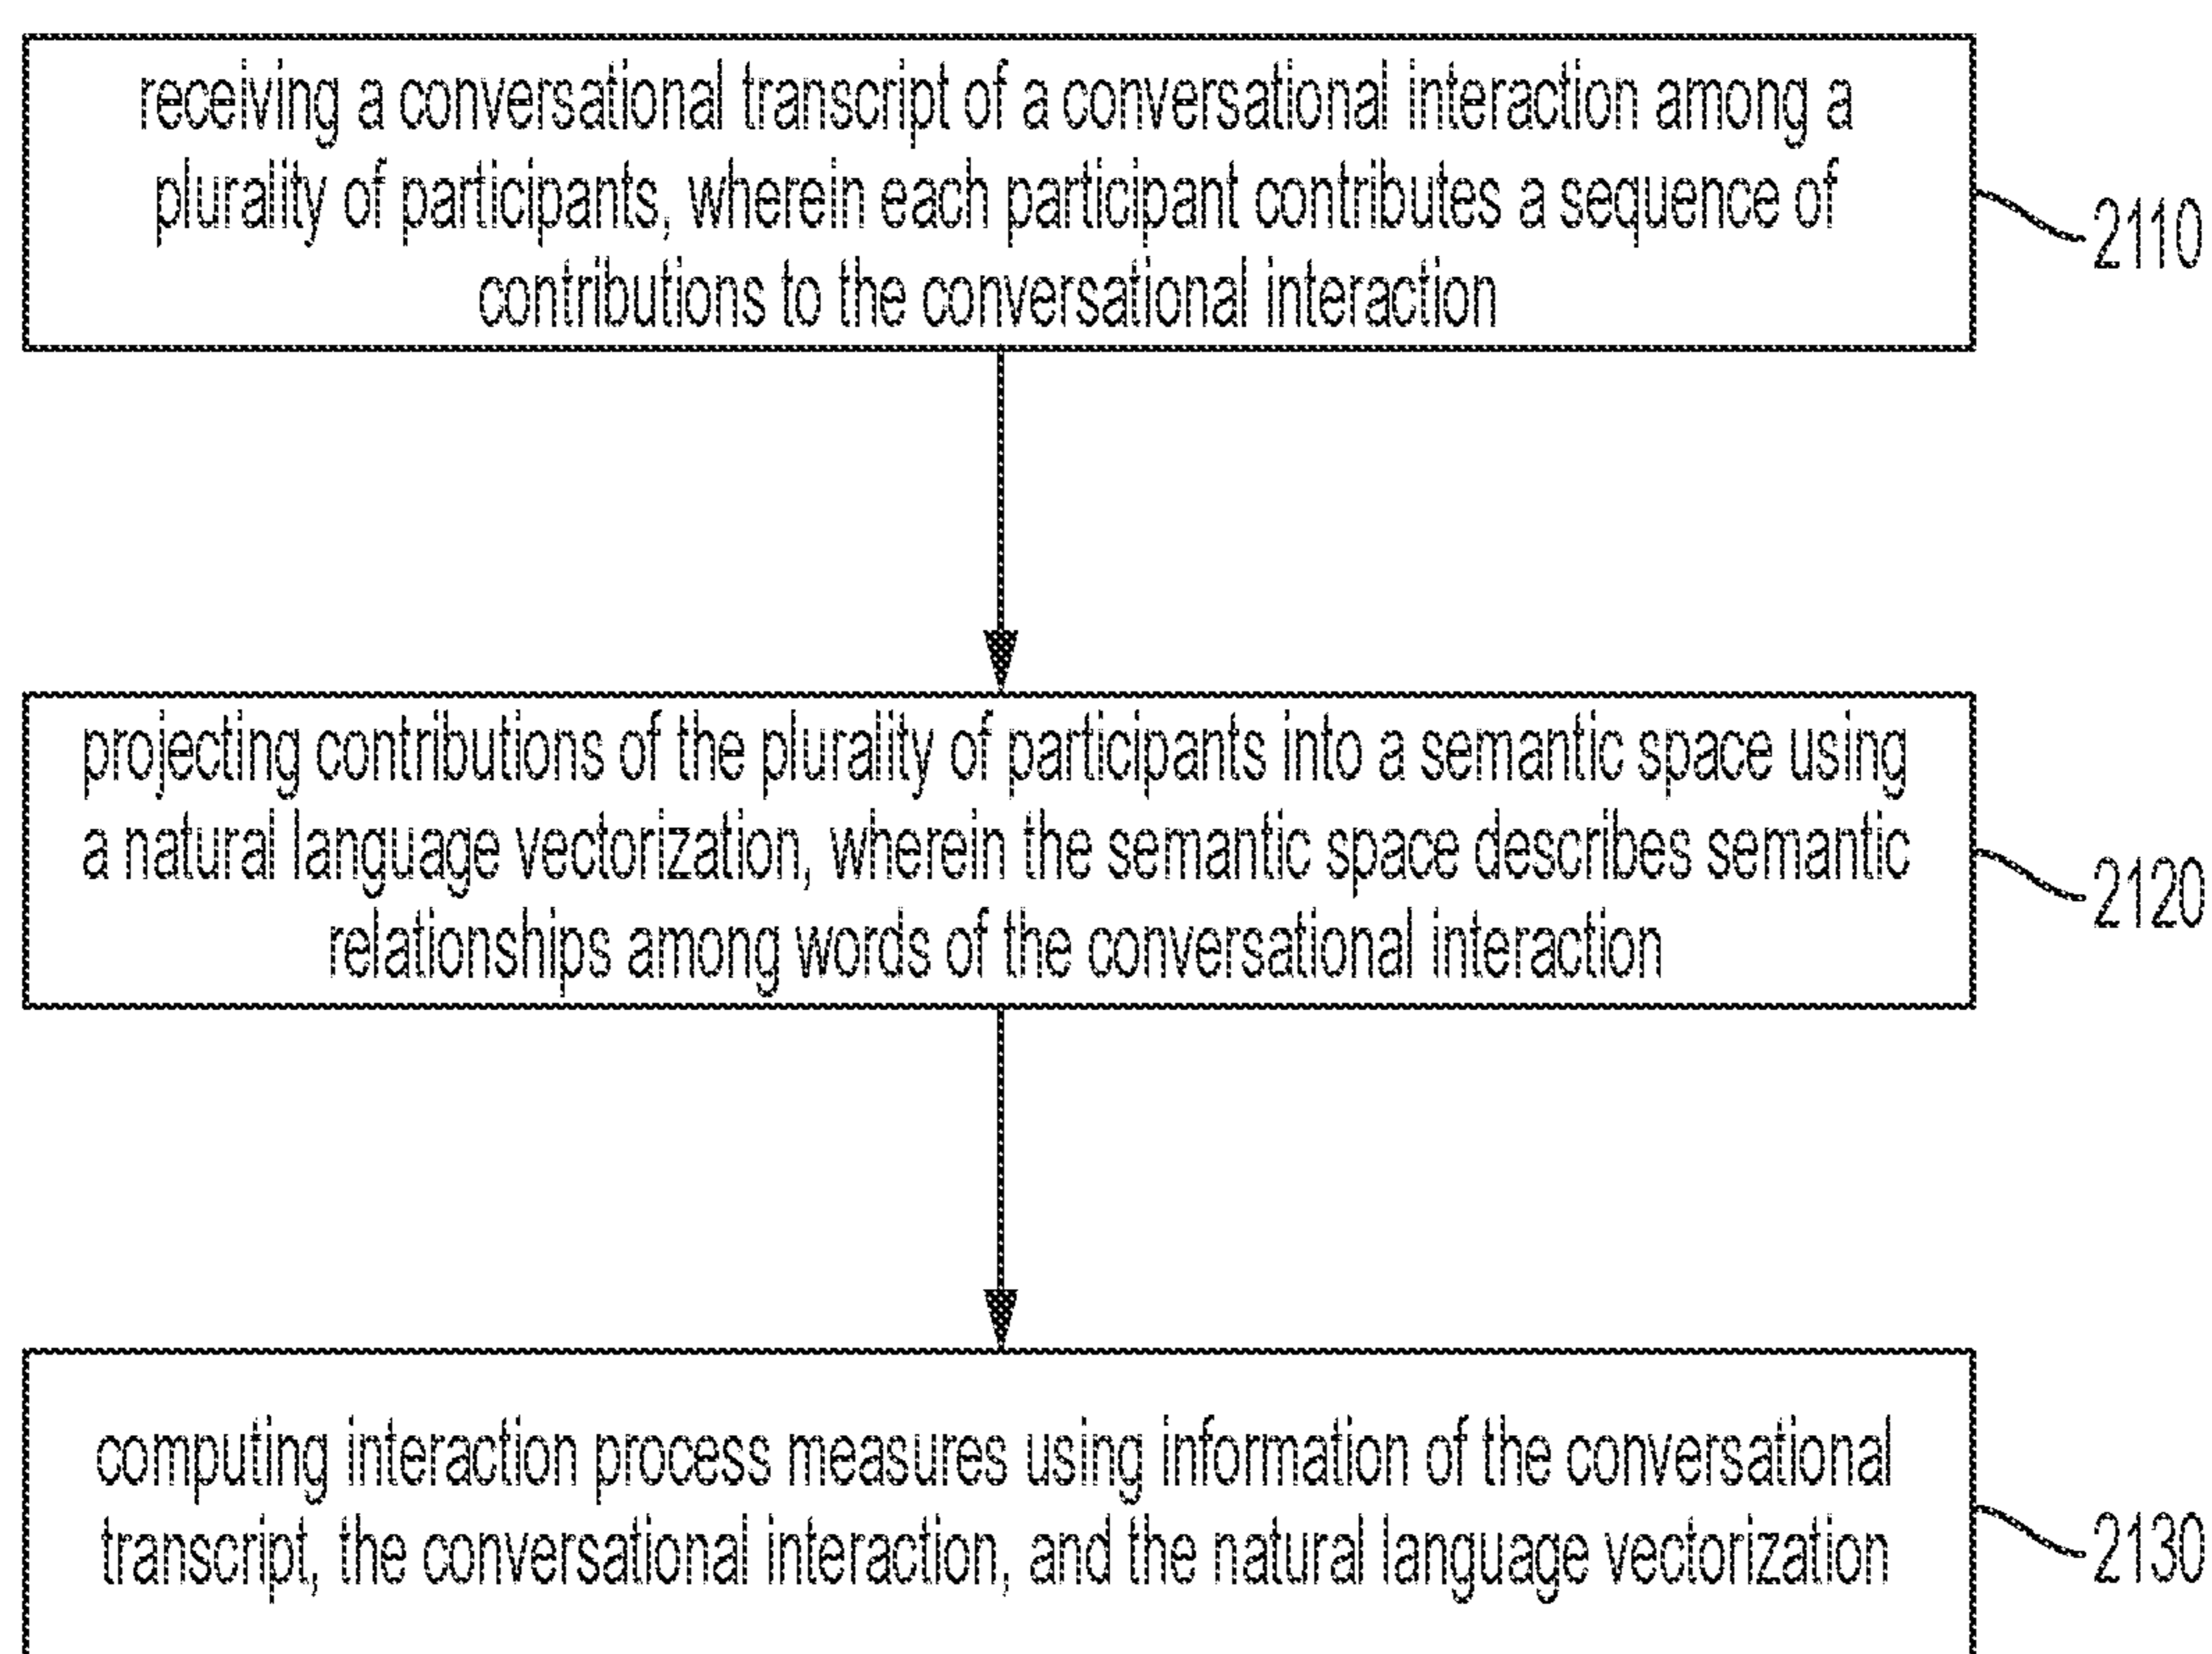 receiving a conversational transcript of a conversational interaction among a
plurality of participants, wherein each participant contributes a sequence of
contributions to the conversational interaction
2110
projecting contributions of the plurality of participants into a semantic space using
a natural language vectorization, wherein the semantic space describes semantic
relationships among words of the conversational interaction
2120
computing interaction process measures using information of the conversational
transcript, the conversational interaction, and the natural language vectorization
2130